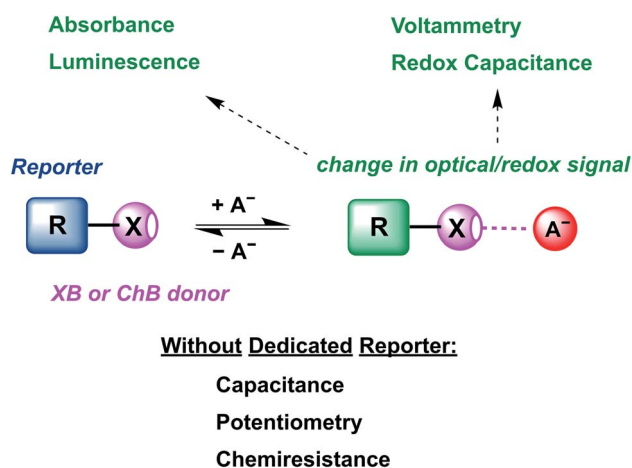 Absorbance
Luminescence
Voltammetry
Redox Capacitance
Reporter
change in optical/redox signal
R
X
+ A⁻
− A⁻
R
X
A⁻
XB or ChB donor
Without Dedicated Reporter:
Capacitance
Potentiometry
Chemiresistance